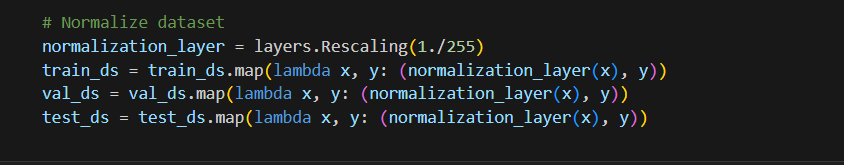 # Normalize dataset
normalization_layer = layers.Rescaling(1./255)
train_ds = train_ds.map(lambda x, y: (normalization_layer(x), y))
val_ds = val_ds.map(lambda x, y: (normalization_layer(x), y))
test_ds = test_ds.map(lambda x, y: (normalization_layer(x), y))